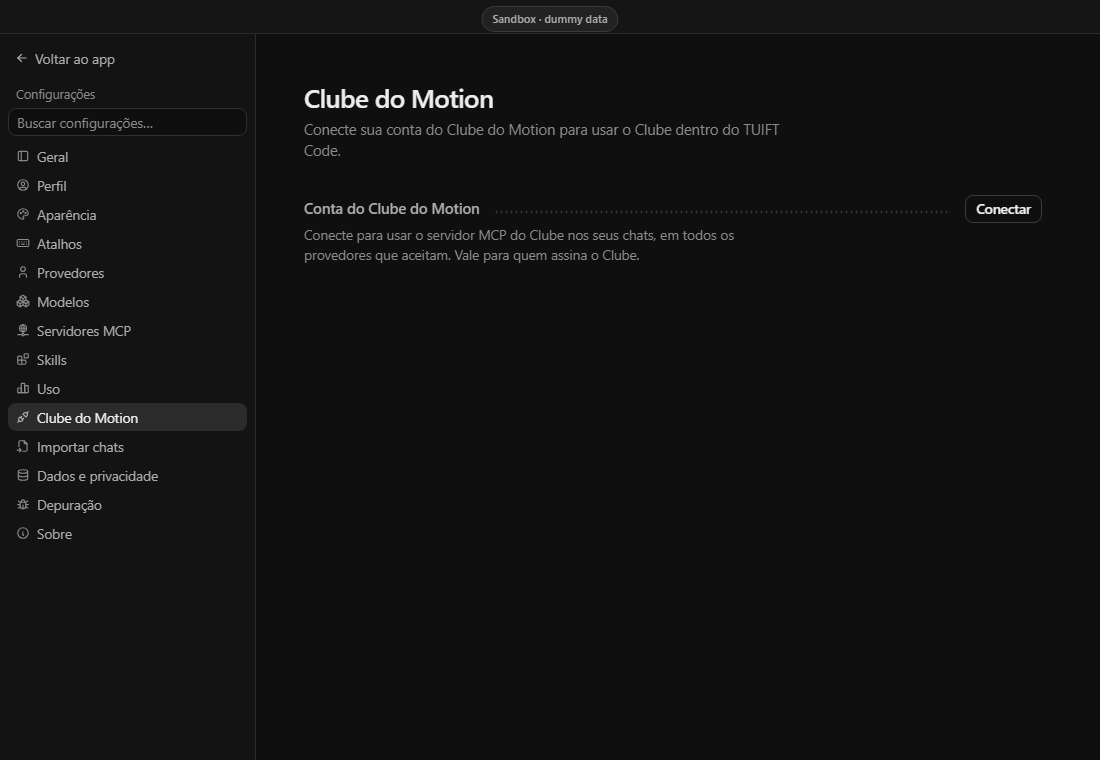 Sandbox · dummy data
Voltar ao app
Configurações
Buscar configurações...
Geral
Perfil
Aparência
Atalhos
Provedores
Modelos
Servidores MCP
Skills
Uso
Clube do Motion
Importar chats
Dados e privacidade
Depuração
Sobre
Clube do Motion
Conecte sua conta do Clube do Motion para usar o Clube dentro do TUIFT
Code.
Conta do Clube do Motion
Conectar
Conecte para usar o servidor MCP do Clube nos seus chats, em todos os
provedores que aceitam. Vale para quem assina o Clube.